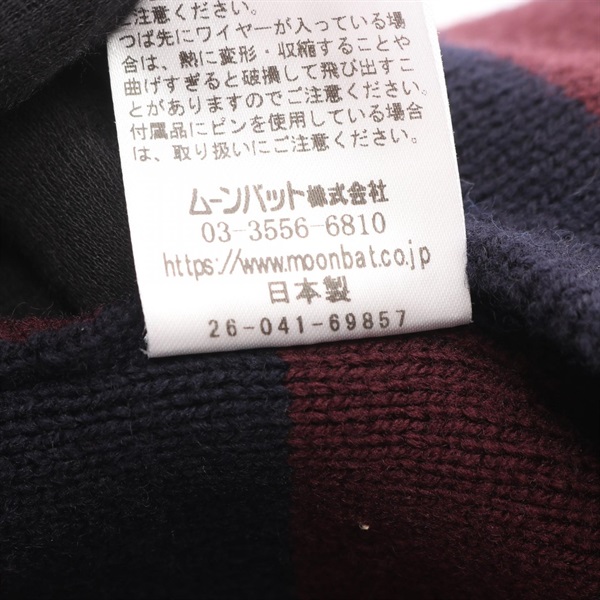 ご注意ください。
つば先にワイヤーが入っている場
合は、熱に変形・収縮することや
曲げすぎると破損して飛び出すこ
とがありますのでご注意ください。
付属品にピンを使用している場合
は、取り扱いにご注意ください。
ムーンバット株式会社
03-3556-6810
https://www.moonbat.co.jp
日本製
26-041-69857